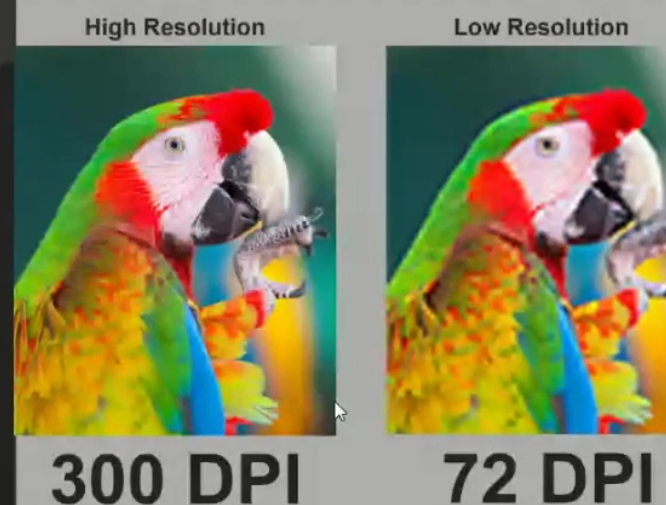 High Resolution
Low Resolution
300 DPI
72 DPI